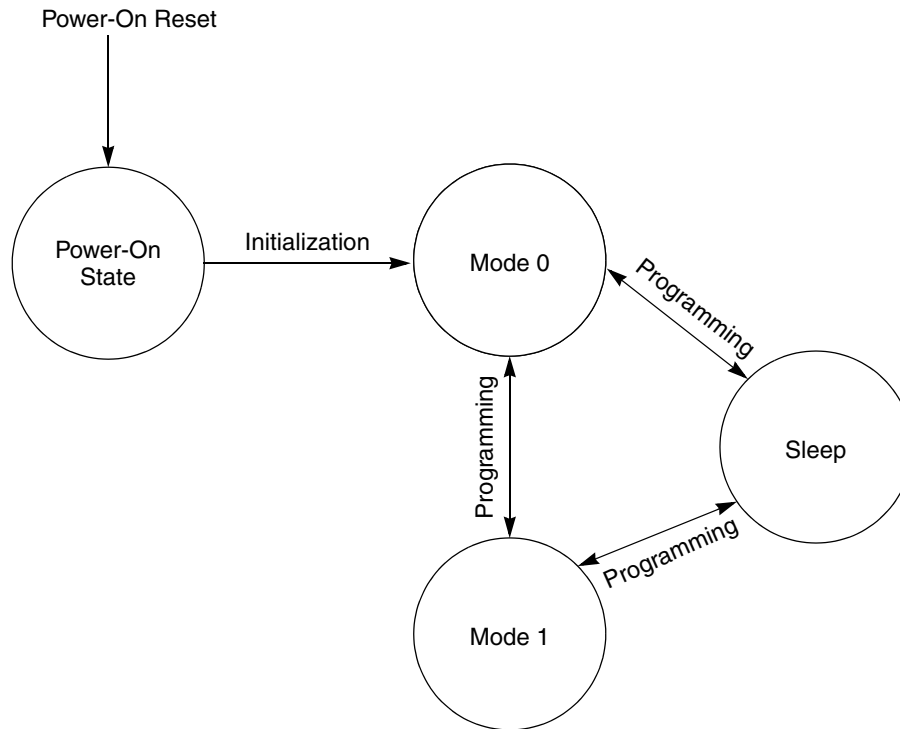 Power-On Reset
Power-On
State
Initialization
Mode 0
Programming
Programming
Sleep
Programming
Mode 1